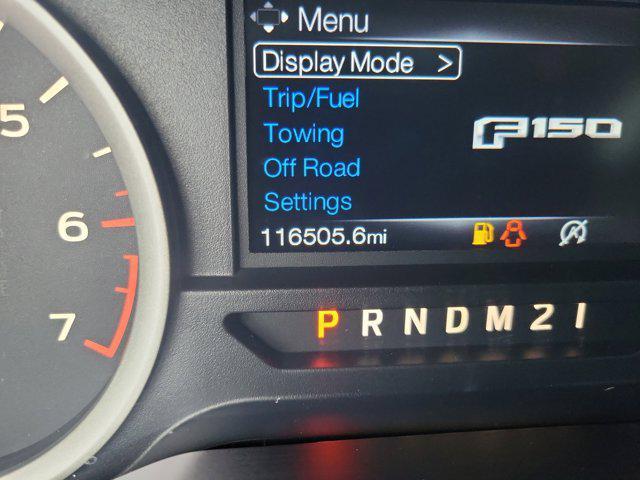 Menu
Display Mode >
Trip/Fuel
Towing
Off Road
Settings
F150
116505.6mi
5
6
7
P R N D M 2 1